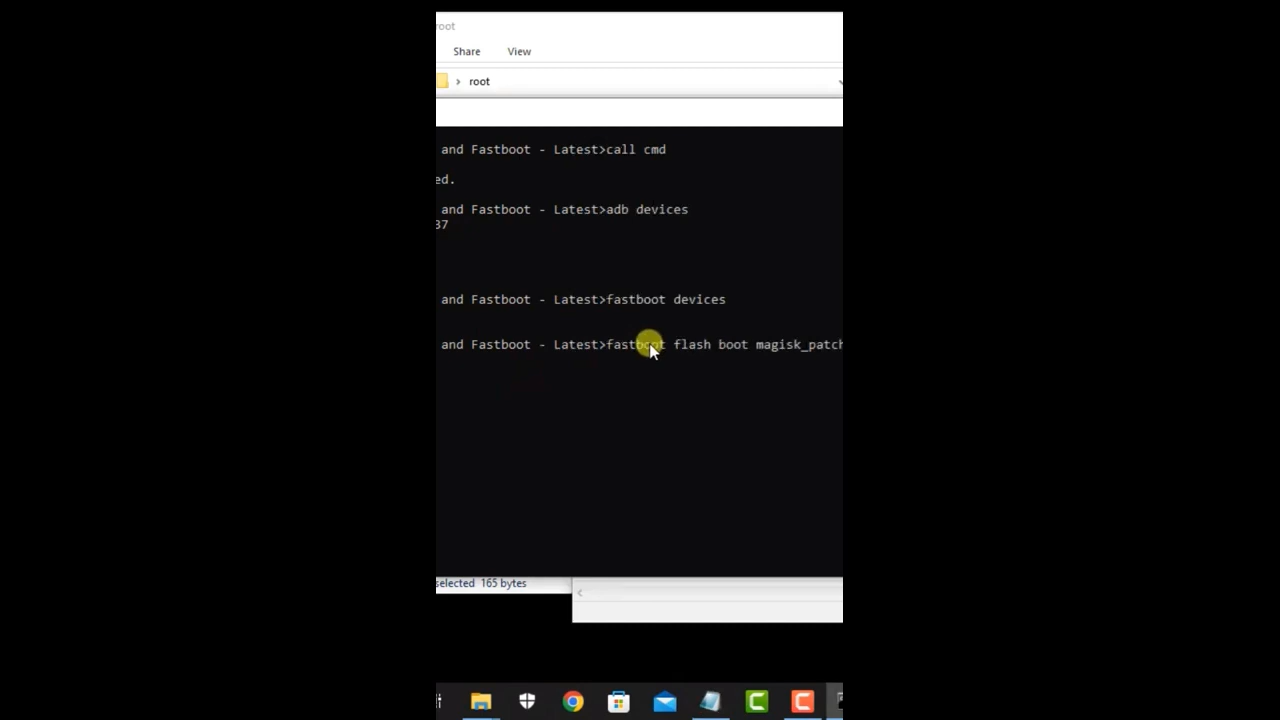 root
Share View
> root
and Fastboot - Latest>call cmd
ed.
and Fastboot - Latest>adb devices
37
and Fastboot - Latest>fastboot devices
and Fastboot - Latest>fastboot flash boot magisk_patch
selected 165 bytes